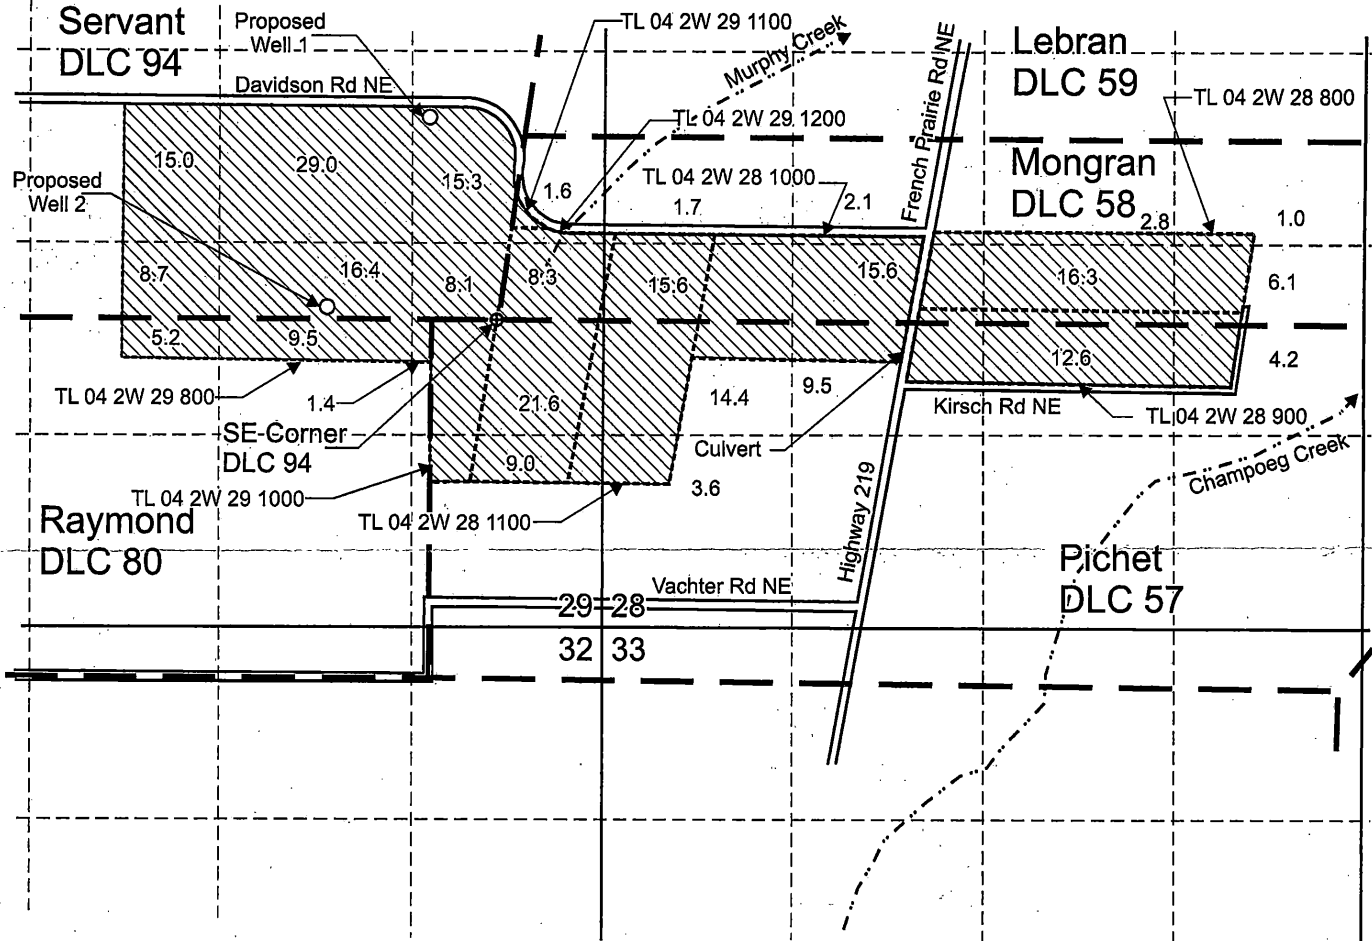 Servant
DLC 94
Proposed
Well 1
TL 04 2W 29 1100
Murphy Creek
French Prairie Rd NE
Lebran
DLC 59
Davidson Rd NE
TL 04 2W 28 800
TL 04 2W 29 1200
15.0
29.0
15.3
Proposed
Well 2
1.6
TL 04 2W 28 1000
1.7
2.1
Mongran
DLC 58
2.8
1.0
8.7
16.4
8.1
8.3
15.6
15.6
16.3
6.1
5.2
9.5
12.6
4.2
TL 04 2W 29 800
1.4
21.6
14.4
9.5
Kirsch Rd NE
TL 04 2W 28 900
SE-Corner
DLC 94
Culvert
9.0
Champoeg Creek
TL 04 2W 29 1000
3.6
TL 04 2W 28 1100
Raymond
DLC 80
Highway 219
Pichet
DLC 57
Vachter Rd NE
29 28
32 33